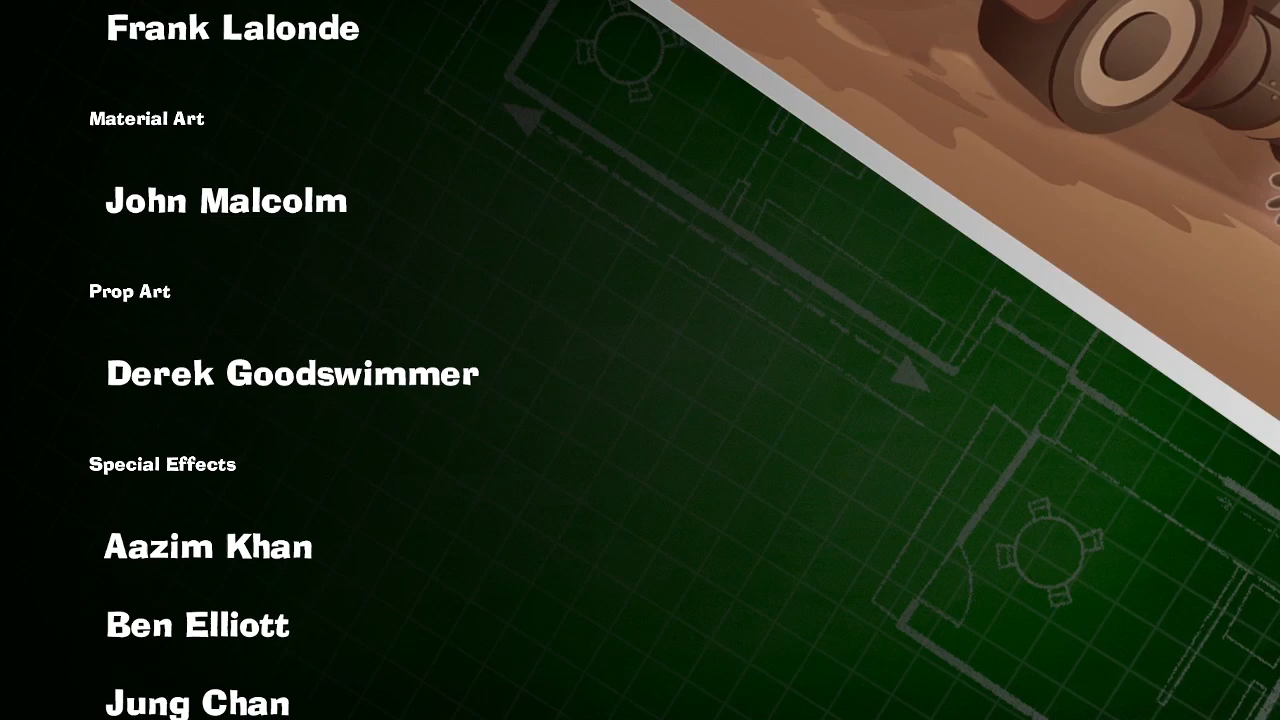 Frank Lalonde
Material Art
John Malcolm
Prop Art
Derek Goodswimmer
Special Effects
Aazim Khan
Ben Elliott
Jung Chan